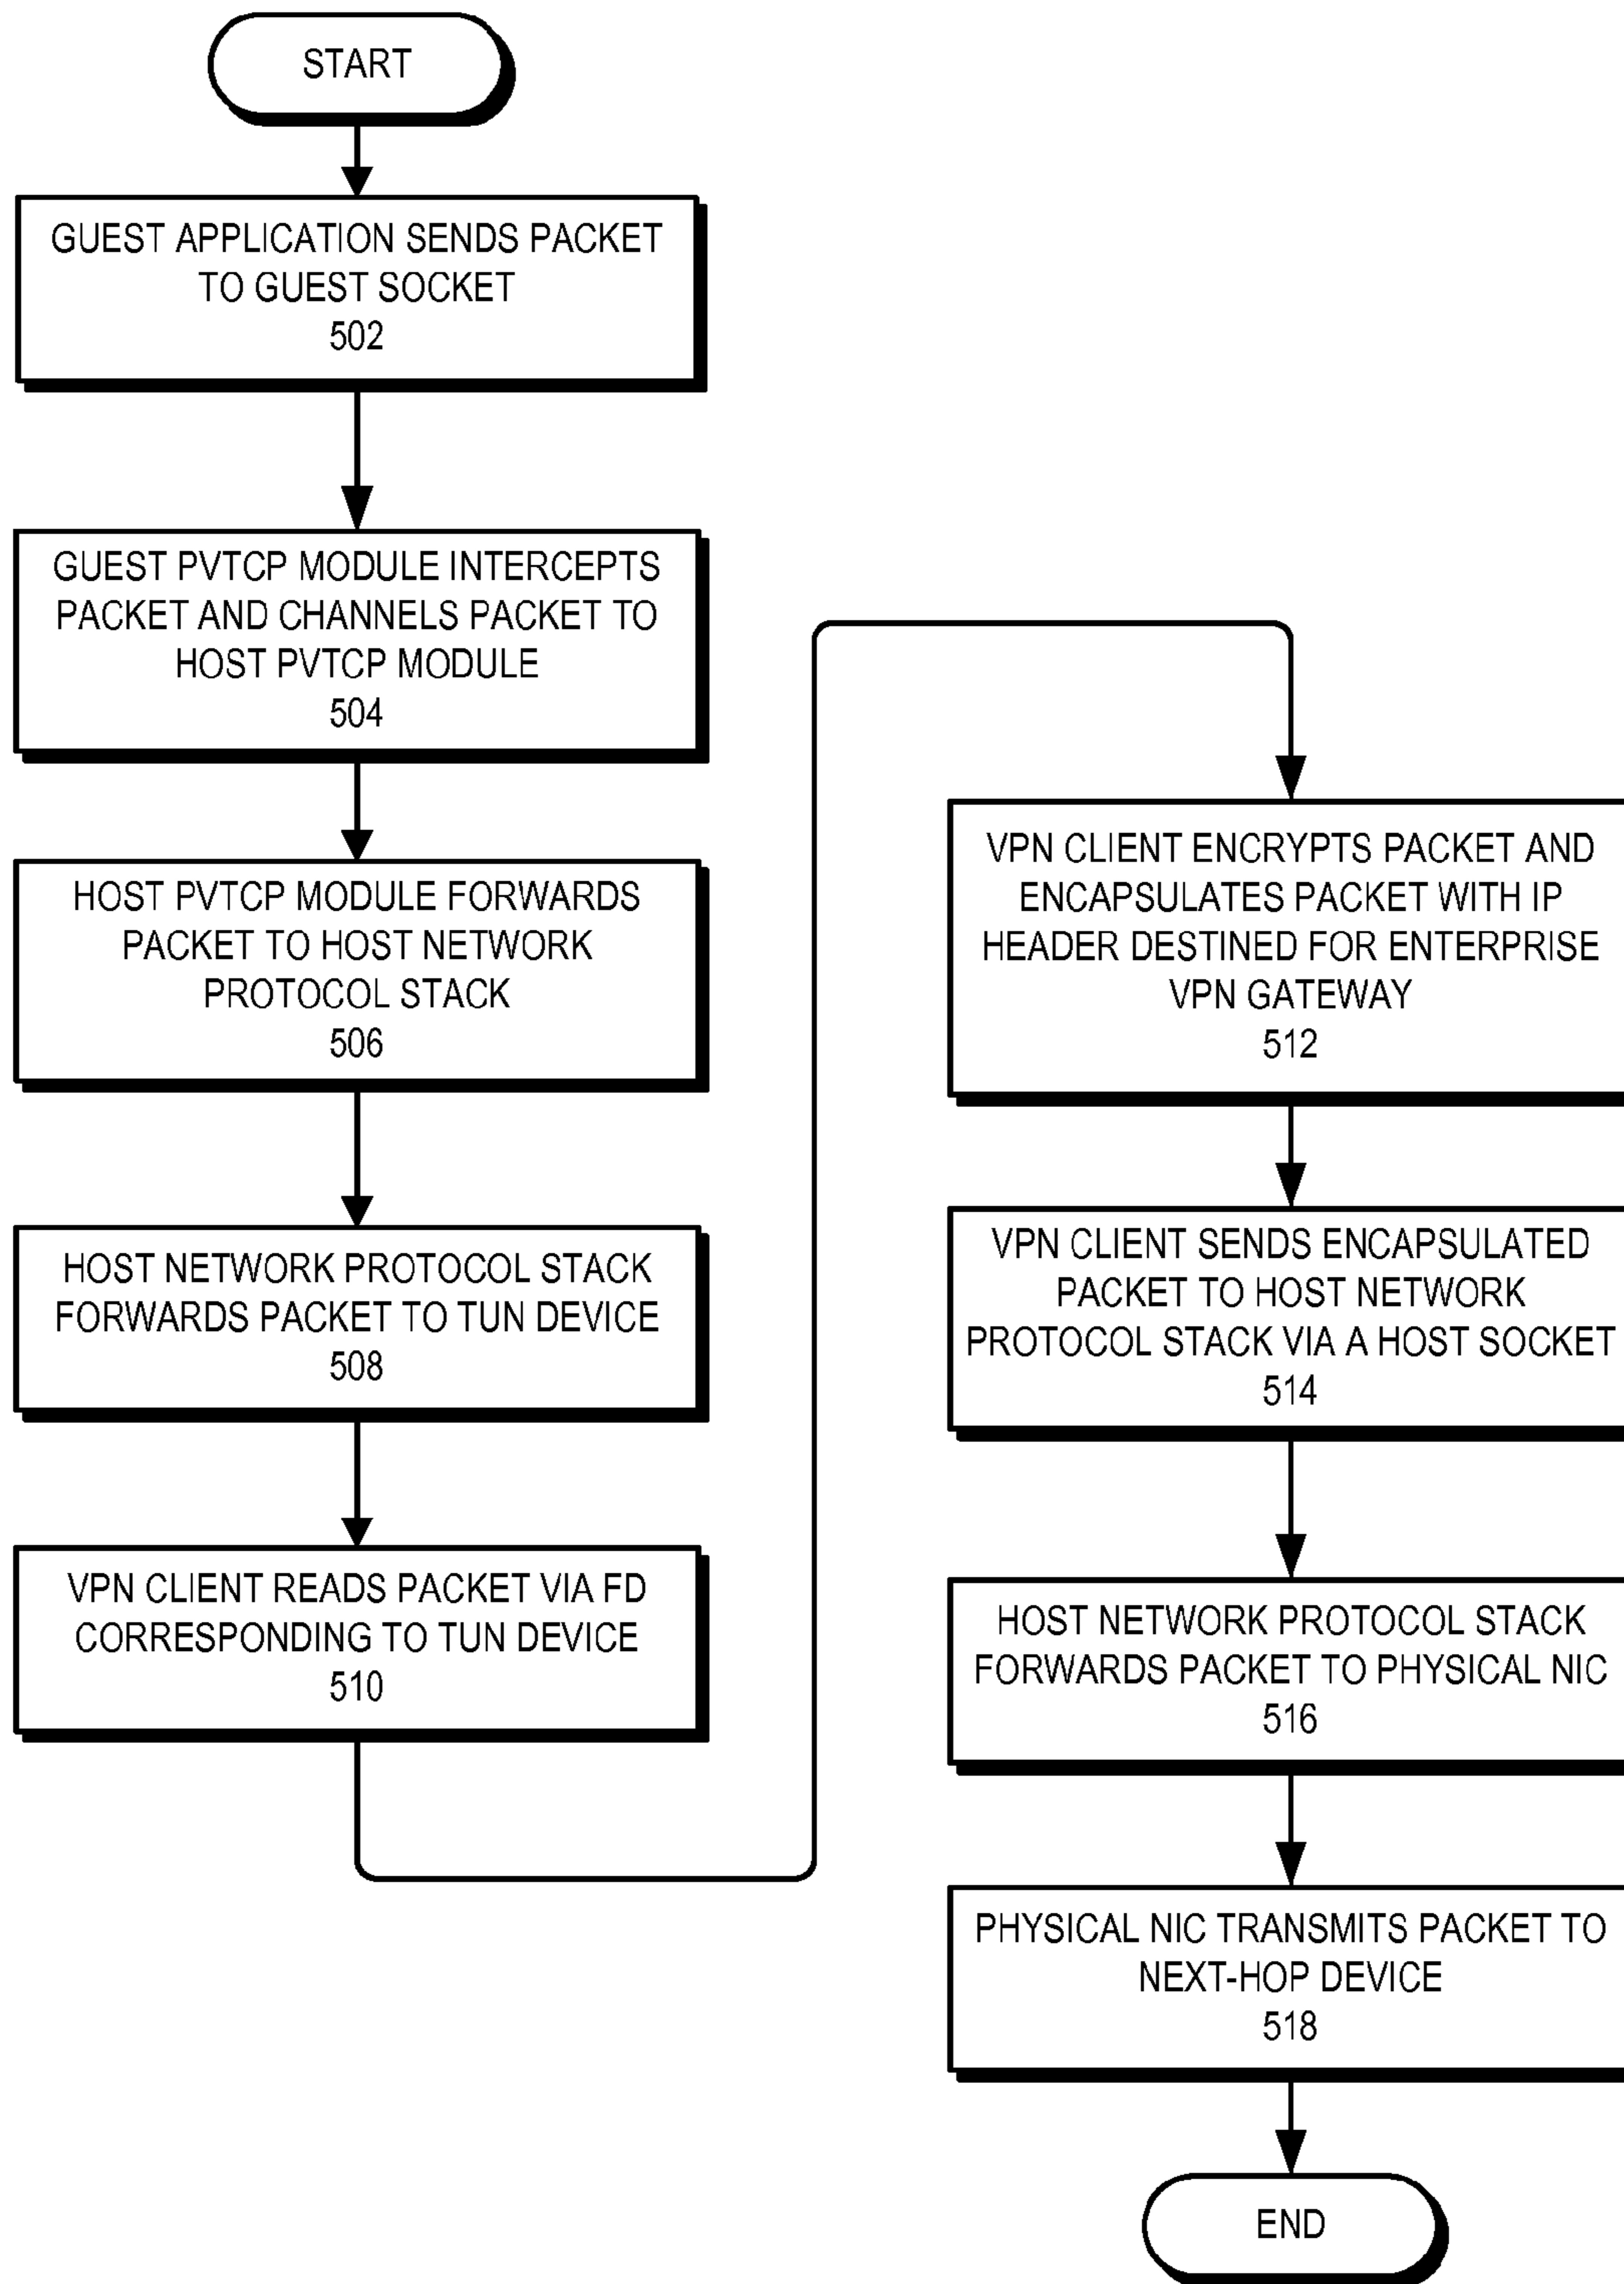 START
GUEST APPLICATION SENDS PACKET
TO GUEST SOCKET
502
GUEST PVTCP MODULE INTERCEPTS
PACKET AND CHANNELS PACKET TO
HOST PVTCP MODULE
504
HOST PVTCP MODULE FORWARDS
PACKET TO HOST NETWORK
PROTOCOL STACK
506
HOST NETWORK PROTOCOL STACK
FORWARDS PACKET TO TUN DEVICE
508
VPN CLIENT READS PACKET VIA FD
CORRESPONDING TO TUN DEVICE
510
VPN CLIENT ENCRYPTS PACKET AND
ENCAPSULATES PACKET WITH IP
HEADER DESTINED FOR ENTERPRISE
VPN GATEWAY
512
VPN CLIENT SENDS ENCAPSULATED
PACKET TO HOST NETWORK
PROTOCOL STACK VIA A HOST SOCKET
514
HOST NETWORK PROTOCOL STACK
FORWARDS PACKET TO PHYSICAL NIC
516
PHYSICAL NIC TRANSMITS PACKET TO
NEXT-HOP DEVICE
518
END